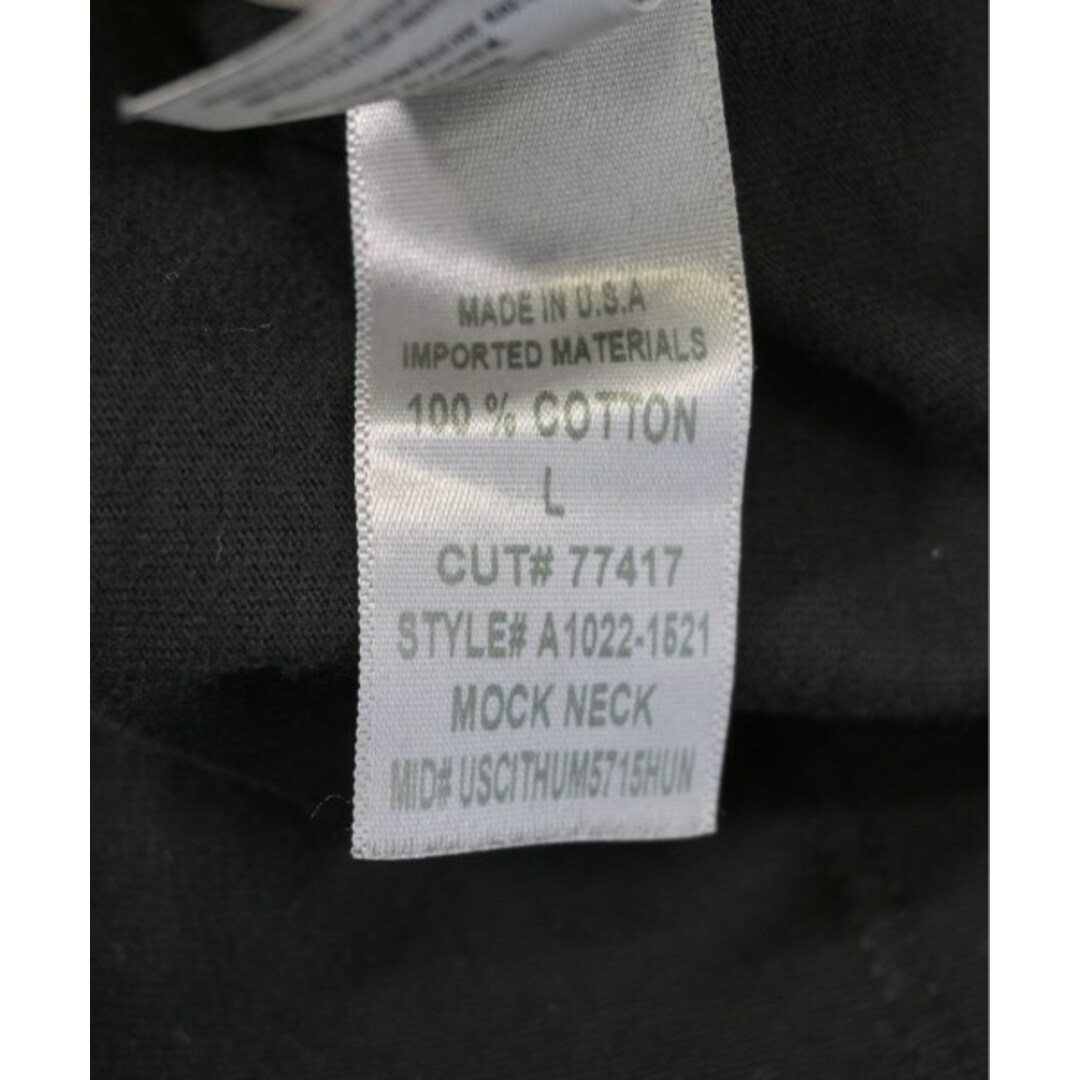 MADE IN U.S.A
IMPORTED MATERIALS
100 % COTTON
L
CUT# 77417
STYLE# A1022-1521
MOCK NECK
MID# USCITHUM5715HUN